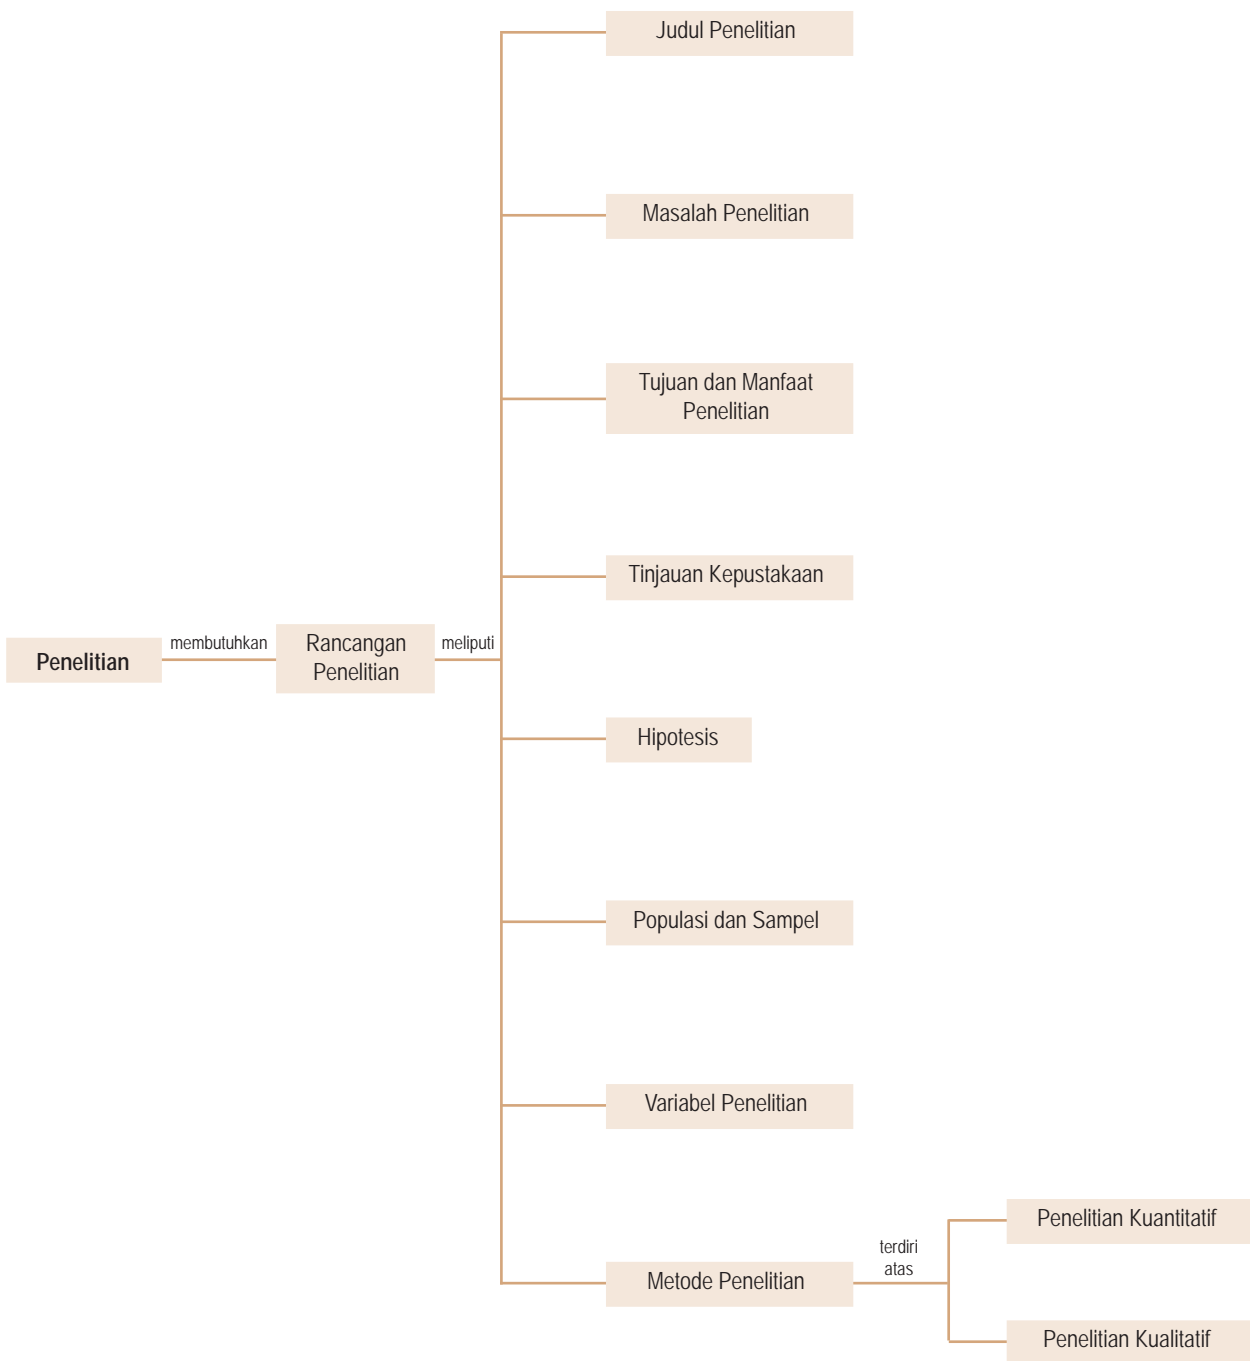 Judul Penelitian
Masalah Penelitian
Tujuan dan Manfaat
Penelitian
Tinjauan Kepustakaan
Penelitian
membutuhkan
Rancangan
Penelitian
meliputi
Hipotesis
Populasi dan Sampel
Variabel Penelitian
Metode Penelitian
terdiri
atas
Penelitian Kuantitatif
Penelitian Kualitatif